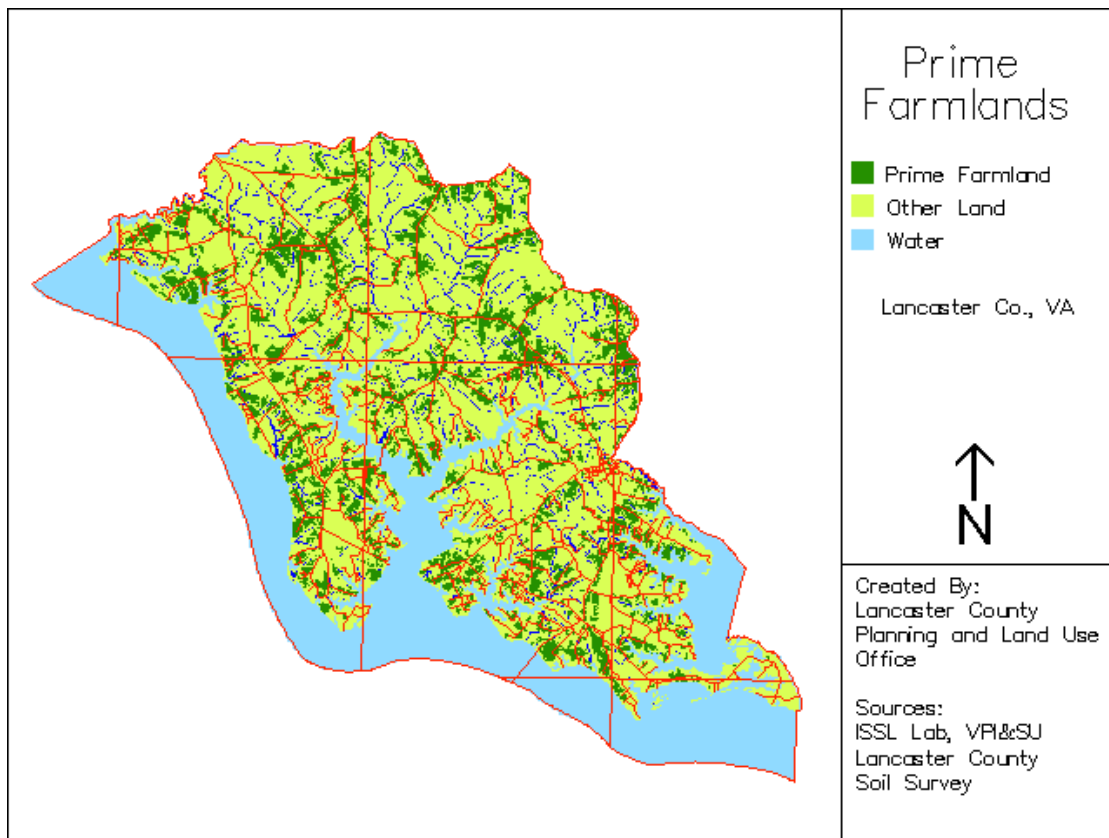 Prime
Farmlands
Prime Farmland
Other Land
Water
Lancaster Co., VA
N
Created By:
Lancaster County
Planning and Land Use
Office
Sources:
ISSL Lab, VPI&SU
Lancaster County
Soil Survey